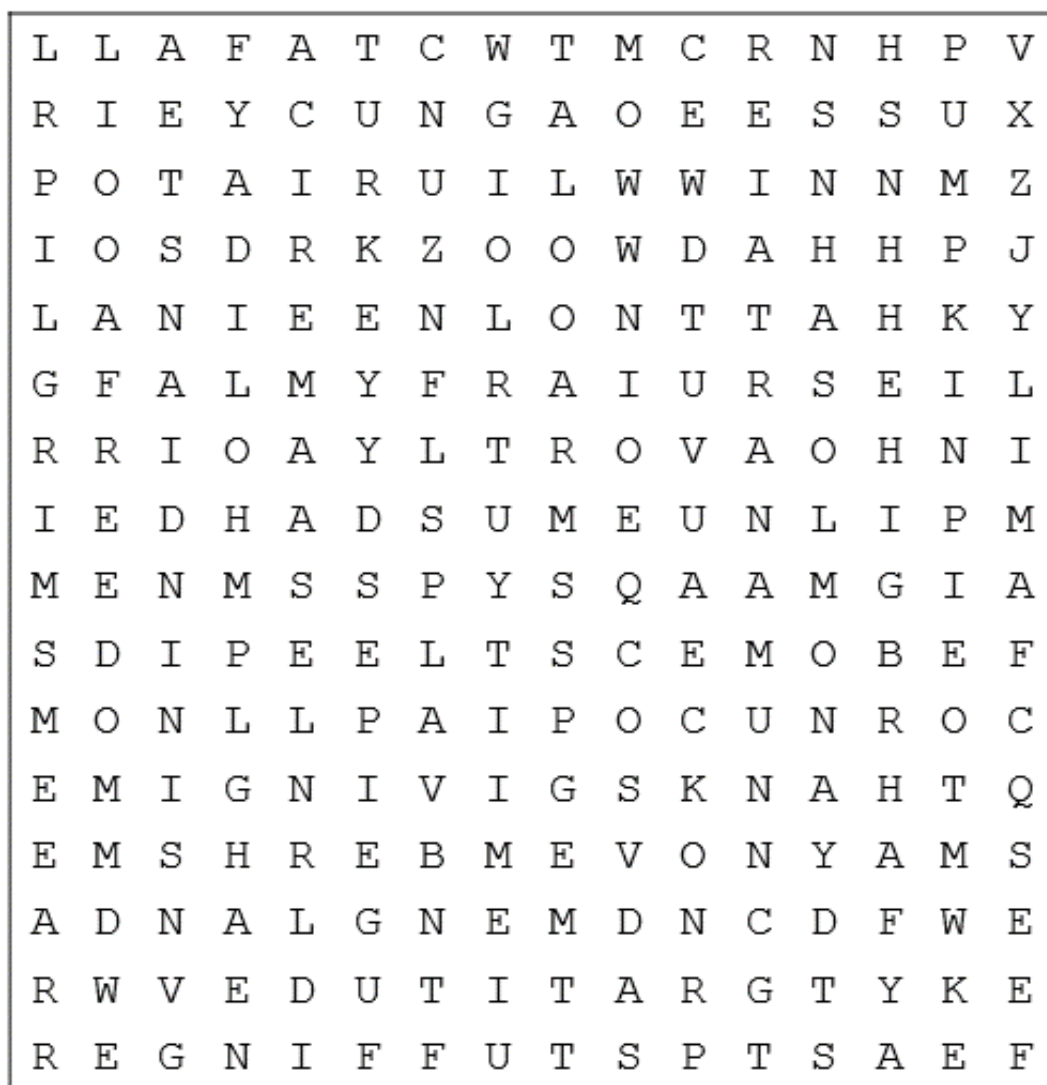 L L A F A T C W T M C R N H P V
R I E Y C U N G A O E E S S U X
P O T A I R U I L W W I N N M Z
I O S D R K Z O O W D A H H P J
L A N I E E N L O N T T A H K Y
G F A L M Y F R A I U R S E I L
R R I O A Y L T R O V A O H N I
I E D H A D S U M E U N L I P M
M E N M S S P Y S Q A A M G I A
S D I P E E L T S C E M O B E F
M O N L L P A I P O C U N R O C
E M I G N I V I G S K N A H T Q
E M S H R E B M E V O N Y A M S
A D N A L G N E M D N C D F W E
R W V E D U T I T A R G T Y K E
R E G N I F F U T S P T S A E F